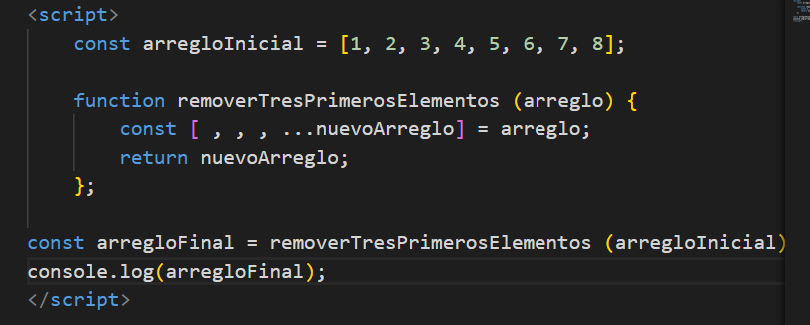 <script>
const arregloInicial = [1, 2, 3, 4, 5, 6, 7, 8];
function removerTresPrimerosElementos (arreglo) {
const [ , , , ...nuevoArreglo] = arreglo;
return nuevoArreglo;
};
const arregloFinal = removerTresPrimerosElementos (arregloInicial)
console.log(arregloFinal);
</script>